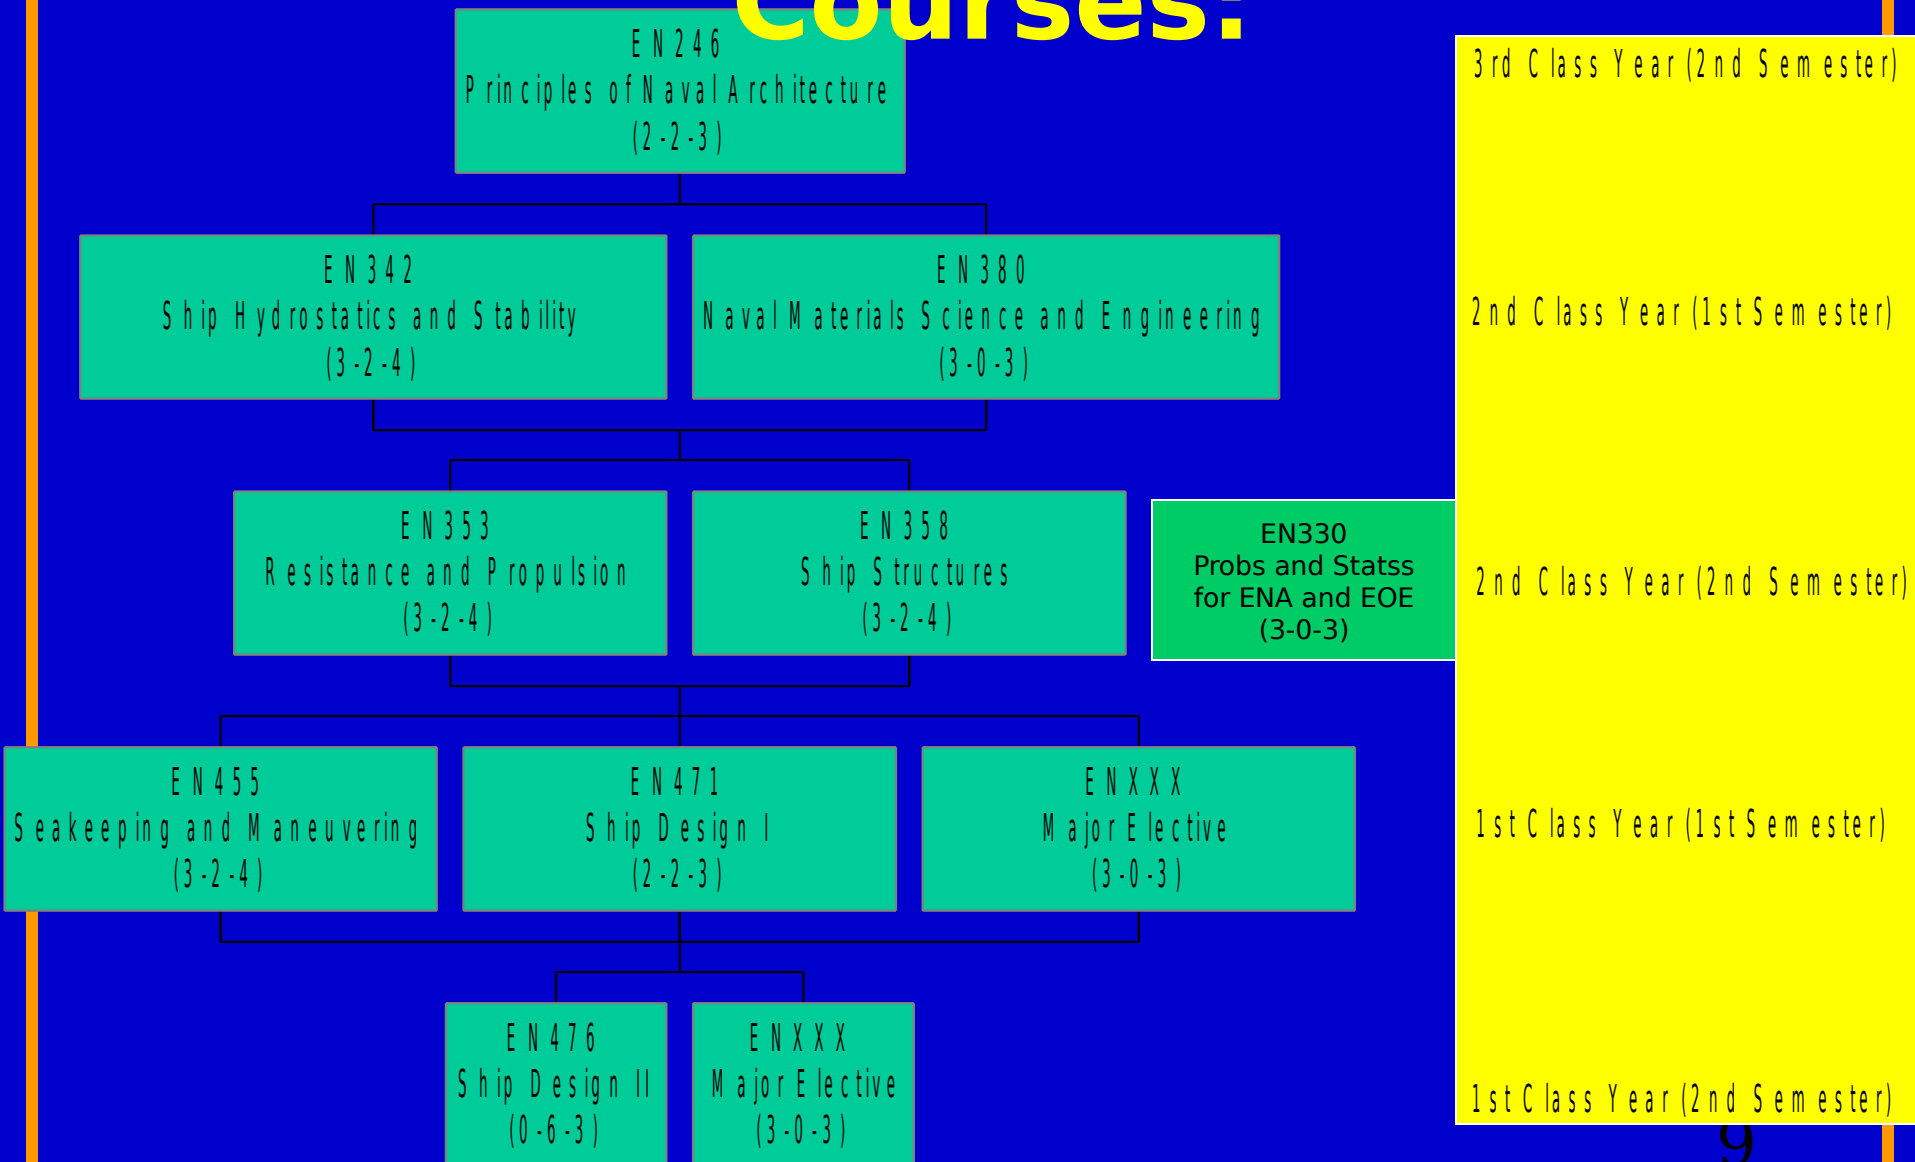 Courses:
EN246
Principles of Naval Architecture
(2-2-3)
3rd Class Year (2nd Semester)
EN342
Ship Hydrostatics and Stability
(3-2-4)
EN380
Naval Materials Science and Engineering
(3-0-3)
2nd Class Year (1st Semester)
EN353
Resistance and Propulsion
(3-2-4)
EN358
Ship Structures
(3-2-4)
EN330
Probs and Statss
for ENA and EOE
(3-0-3)
2nd Class Year (2nd Semester)
EN455
Seakeeping and Maneuvering
(3-2-4)
EN471
Ship Design I
(2-2-3)
ENXXX
Major Elective
(3-0-3)
1st Class Year (1st Semester)
EN476
Ship Design II
(0-6-3)
ENXXX
Major Elective
(3-0-3)
1st Class Year (2nd Semester)
9